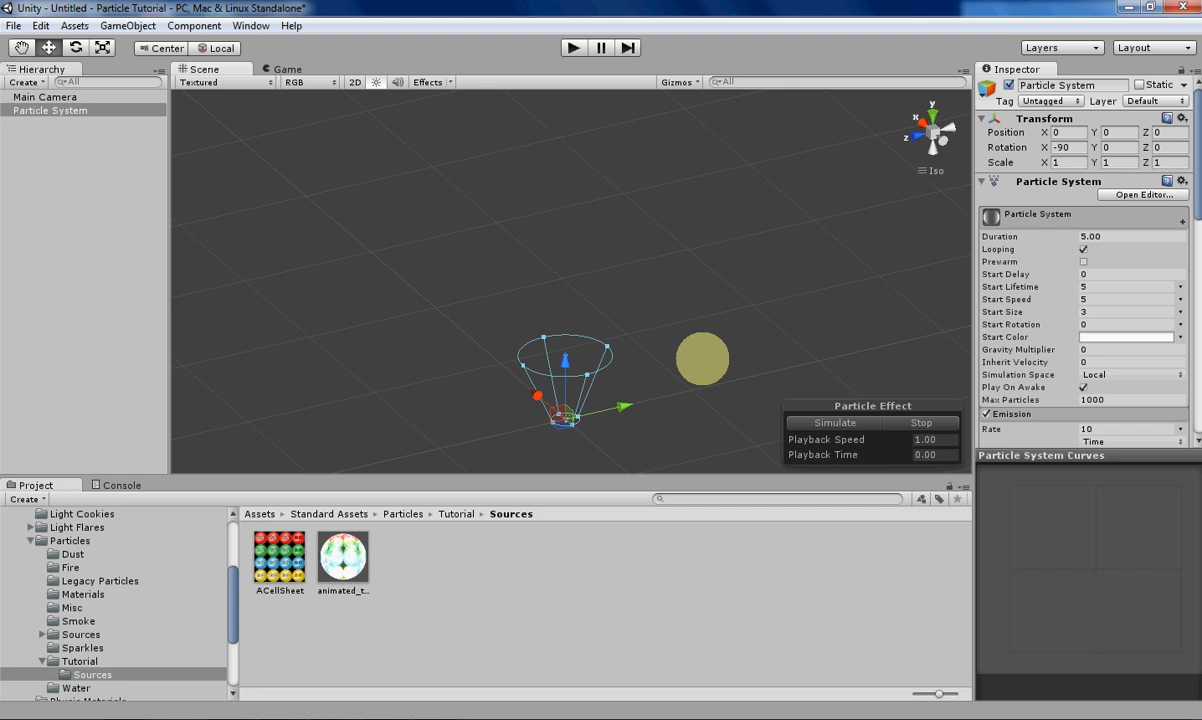 Unity - Untitled - Particle Tutorial - PC, Mac & Linux Standalone*
File Edit Assets GameObject Component Window Help
Center Local Layers Layout
Hierarchy Scene Game Inspector
Create All Textured RGB 2D Effects Gizmos All
Main Camera
Particle System
y
x
z
Iso
Particle Effect
Simulate Stop
Playback Speed 1.00
Playback Time 0.00
Particle System Static
Tag Untagged Layer Default
Transform
Position X 0 Y 0 Z 0
Rotation X -90 Y 0 Z 0
Scale X 1 Y 1 Z 1
Particle System
Open Editor...
Particle System
Duration 5.00
Looping
Prewarm
Start Delay 0
Start Lifetime 5
Start Speed 5
Start Size 3
Start Rotation 0
Start Color
Gravity Multiplier 0
Inherit Velocity 0
Simulation Space Local
Play On Awake
Max Particles 1000
Emission
Rate 10
Time
Particle System Curves
Project Console
Create
Light Cookies
Light Flares
Particles
Dust
Fire
Legacy Particles
Materials
Misc
Smoke
Sources
Sparkles
Tutorial
Sources
Water
Assets Standard Assets Particles Tutorial Sources
ACellSheet animated_t...